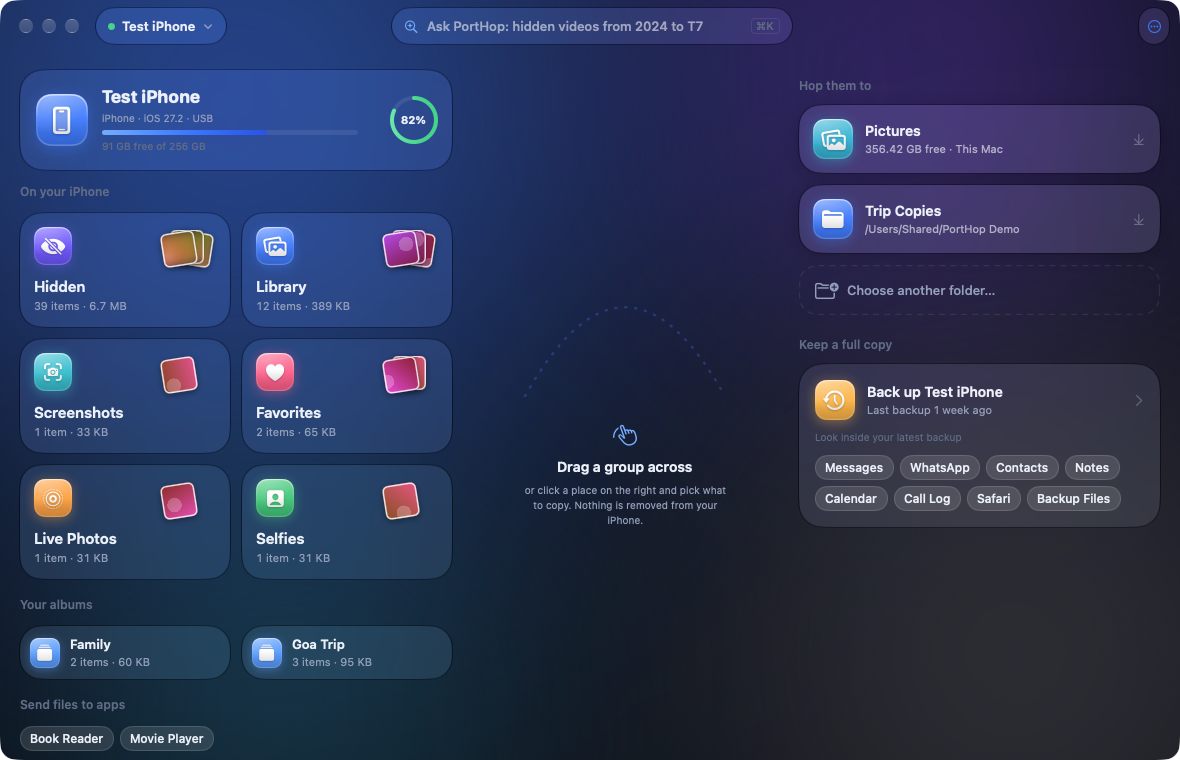 Test iPhone
Ask PortHop: hidden videos from 2024 to T7
⌘K
Test iPhone
iPhone · iOS 27.2 · USB
91 GB free of 256 GB
82%
On your iPhone
Hidden
39 items · 6.7 MB
Library
12 items · 389 KB
Screenshots
1 item · 33 KB
Favorites
2 items · 65 KB
Live Photos
1 item · 31 KB
Selfies
1 item · 31 KB
Your albums
Family
2 items · 60 KB
Goa Trip
3 items · 95 KB
Send files to apps
Book Reader
Movie Player
Drag a group across
or click a place on the right and pick what
to copy. Nothing is removed from your
iPhone.
Hop them to
Pictures
356.42 GB free · This Mac
Trip Copies
/Users/Shared/PortHop Demo
Choose another folder...
Keep a full copy
Back up Test iPhone
Last backup 1 week ago
Look inside your latest backup
Messages
WhatsApp
Contacts
Notes
Calendar
Call Log
Safari
Backup Files